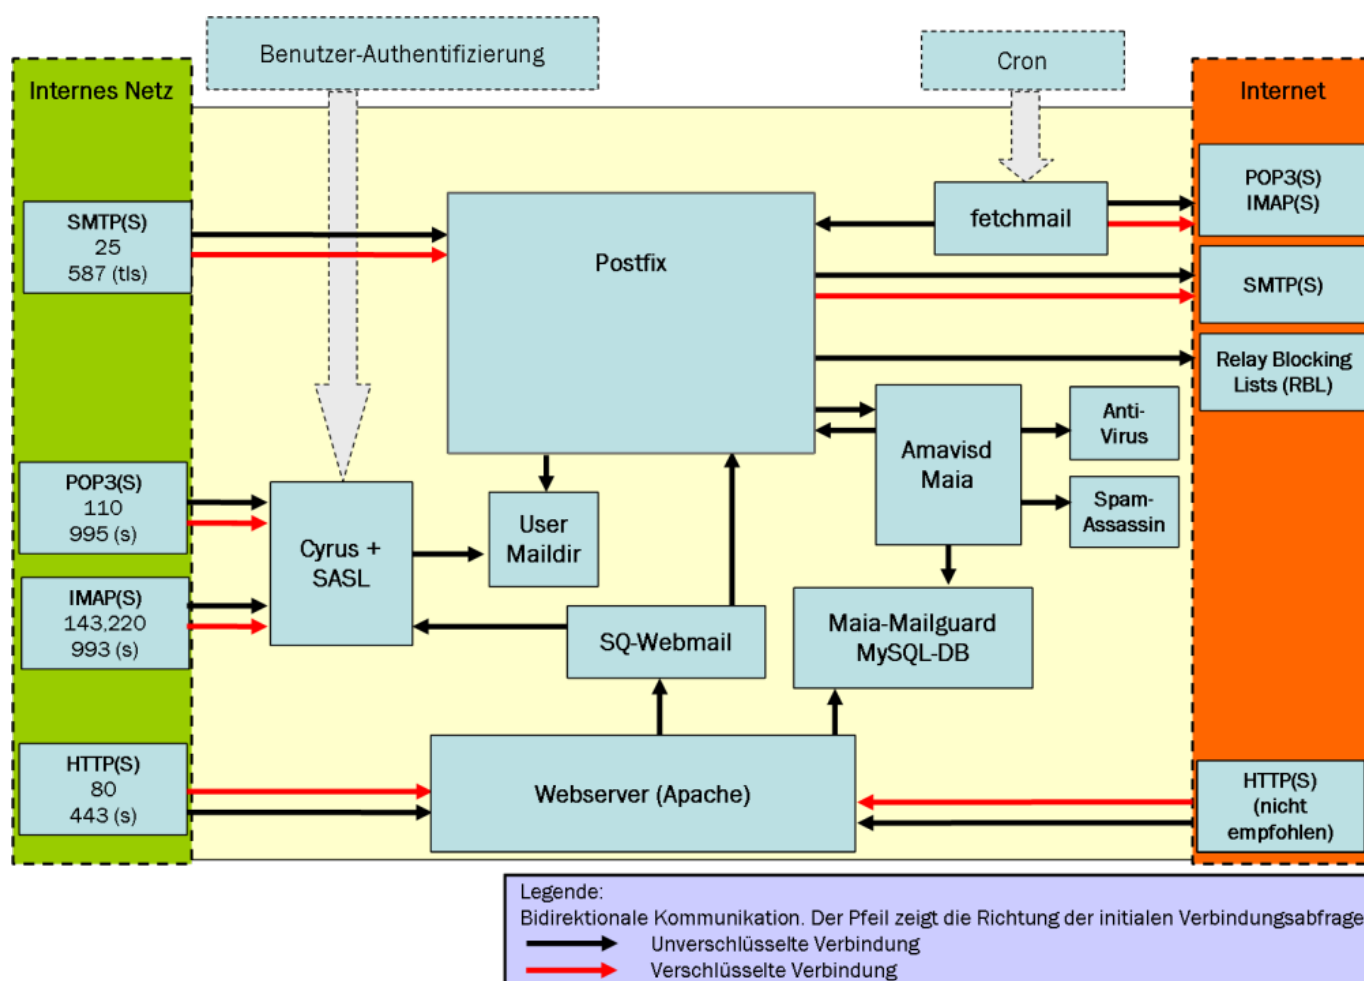 Benutzer-Authentifizierung
Cron
Internes Netz
Internet
SMTP(S)
25
587 (tls)
Postfix
fetchmail
POP3(S)
IMAP(S)
SMTP(S)
Relay Blocking
Lists (RBL)
Amavisd
Maia
Anti-
Virus
Spam-
Assassin
POP3(S)
110
995 (s)
Cyrus +
SASL
User
Maildir
IMAP(S)
143,220
993 (s)
SQ-Webmail
Maia-Mailguard
MySQL-DB
HTTP(S)
80
443 (s)
Webserver (Apache)
HTTP(S)
(nicht
empfohlen)
Legende:
Bidirektionale Kommunikation. Der Pfeil zeigt die Richtung der initialen Verbindungsabfrage
Unverschlüsselte Verbindung
Verschlüsselte Verbindung